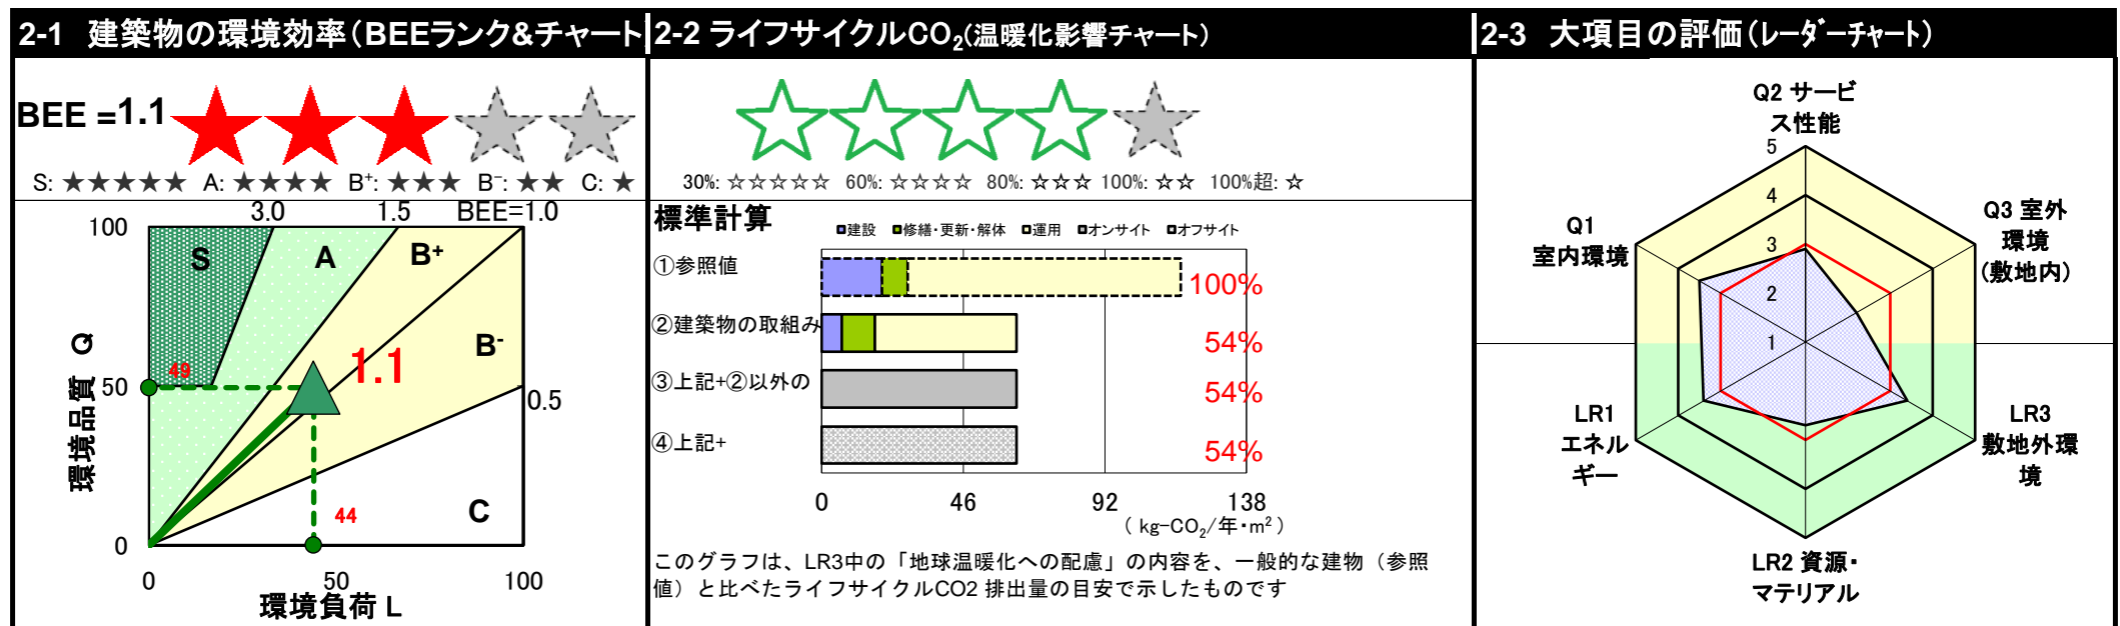 2-1 建築物の環境効率(BEEランク&チャート
BEE =1.1
S: ★★★★★ A: ★★★★ B+: ★★★ B-: ★★ C: ★
3.0 1.5 BEE=1.0
100
S
A
B+
B-
環境品質 Q
49
50
1.1
0.5
44
C
0
0 50 100
環境負荷 L
2-2 ライフサイクルCO2(温暖化影響チャート)
30%: ☆☆☆☆☆ 60%: ☆☆☆☆ 80%: ☆☆☆ 100%: ☆☆ 100%超: ☆
標準計算
建設 修繕・更新・解体 運用 オンサイト オフサイト
①参照値
100%
②建築物の取組み
54%
③上記+②以外の
54%
④上記+
54%
0 46 92 138
( kg-CO2/年・m2 )
このグラフは、LR3中の「地球温暖化への配慮」の内容を、一般的な建物(参照
値)と比べたライフサイクルCO2 排出量の目安で示したものです
2-3 大項目の評価(レーダーチャート)
Q2 サービ
ス性能
5
4
3
2
1
Q1
室内環境
Q3 室外
環境
(敷地内)
LR1
エネル
ギー
LR3
敷地外環
境
LR2 資源・
マテリアル